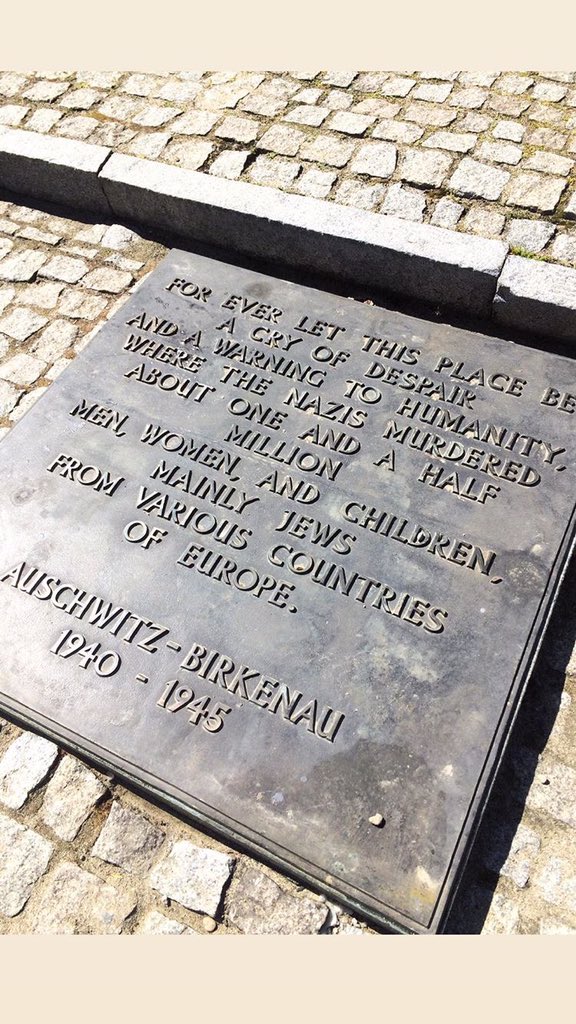 FOR EVER LET THIS PLACE BE
A CRY OF DESPAIR
AND A WARNING TO HUMANITY,
WHERE THE NAZIS MURDERED
ABOUT ONE AND A HALF
MILLION
MEN, WOMEN, AND CHILDREN,
MAINLY JEWS
FROM VARIOUS COUNTRIES
OF EUROPE.
AUSCHWITZ - BIRKENAU
1940 - 1945